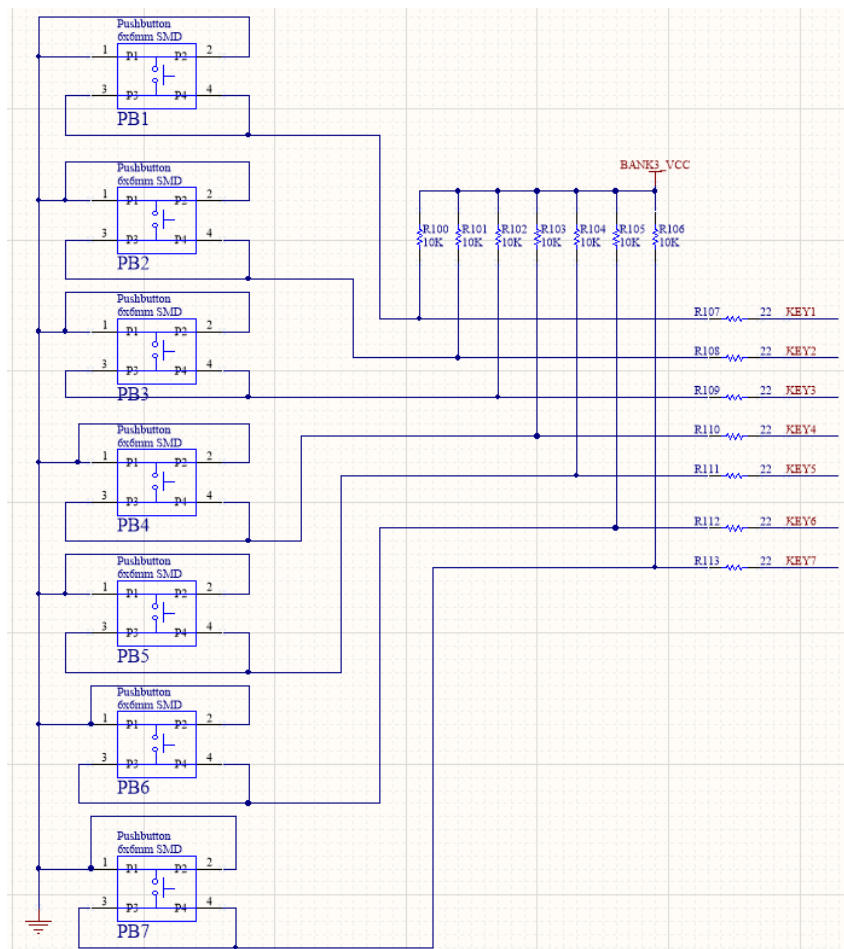 Pushbutton
6x6mm SMD
1 P1 P2 2
3 P3 P4 4
PB1
Pushbutton
6x6mm SMD
1 P1 P2 2
3 P3 P4 4
PB2
Pushbutton
6x6mm SMD
1 P1 P2 2
3 P3 P4 4
PB3
Pushbutton
6x6mm SMD
1 P1 P2 2
3 P3 P4 4
PB4
Pushbutton
6x6mm SMD
1 P1 P2 2
3 P3 P4 4
PB5
Pushbutton
6x6mm SMD
1 P1 P2 2
3 P3 P4 4
PB6
Pushbutton
6x6mm SMD
1 P1 P2 2
3 P3 P4 4
PB7
BANK3_VCC
R100 R101 R102 R103 R104 R105 R106
10K 10K 10K 10K 10K 10K 10K
R107 22 KEY1
R108 22 KEY2
R109 22 KEY3
R110 22 KEY4
R111 22 KEY5
R112 22 KEY6
R113 22 KEY7